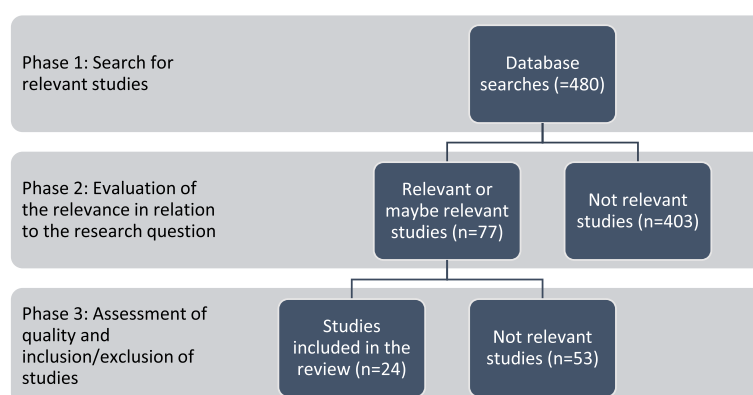 Phase 1: Search for
relevant studies
Database
searches (=480)
Phase 2: Evaluation of
the relevance in relation
to the research question
Relevant or
maybe relevant
studies (n=77)
Not relevant
studies (n=403)
Phase 3: Assessment of
quality and
inclusion/exclusion of
studies
Studies
included in the
review (n=24)
Not relevant
studies (n=53)